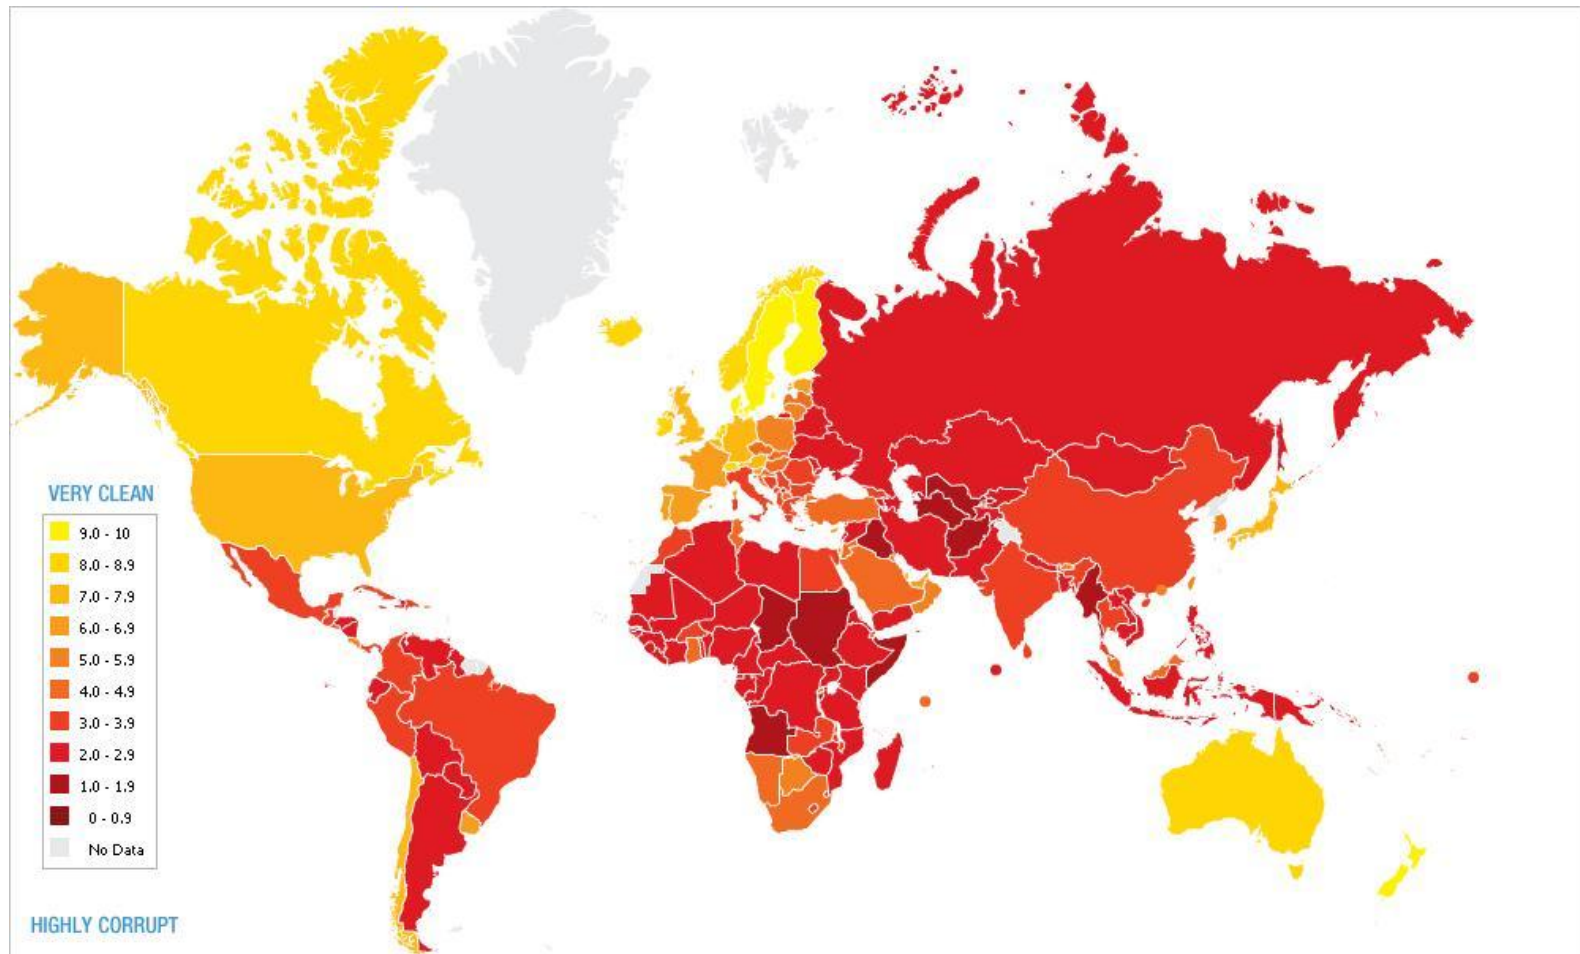 VERY CLEAN
9.0 - 10
8.0 - 8.9
7.0 - 7.9
6.0 - 6.9
5.0 - 5.9
4.0 - 4.9
3.0 - 3.9
2.0 - 2.9
1.0 - 1.9
0 - 0.9
No Data
HIGHLY CORRUPT